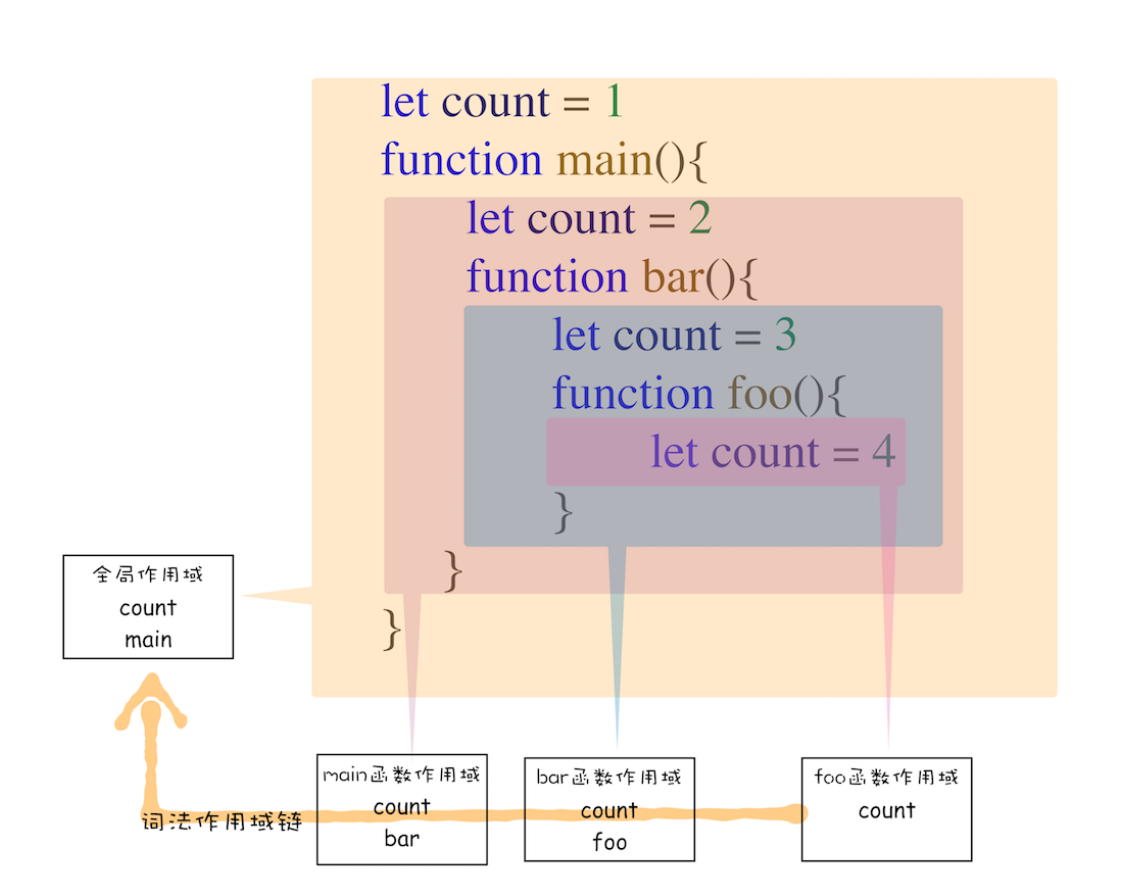 let count = 1
function main(){
let count = 2
function bar(){
let count = 3
function foo(){
let count = 4
}
}
}
全局作用域
count
main
词法作用域链
main函数作用域
count
bar
bar函数作用域
count
foo
foo函数作用域
count